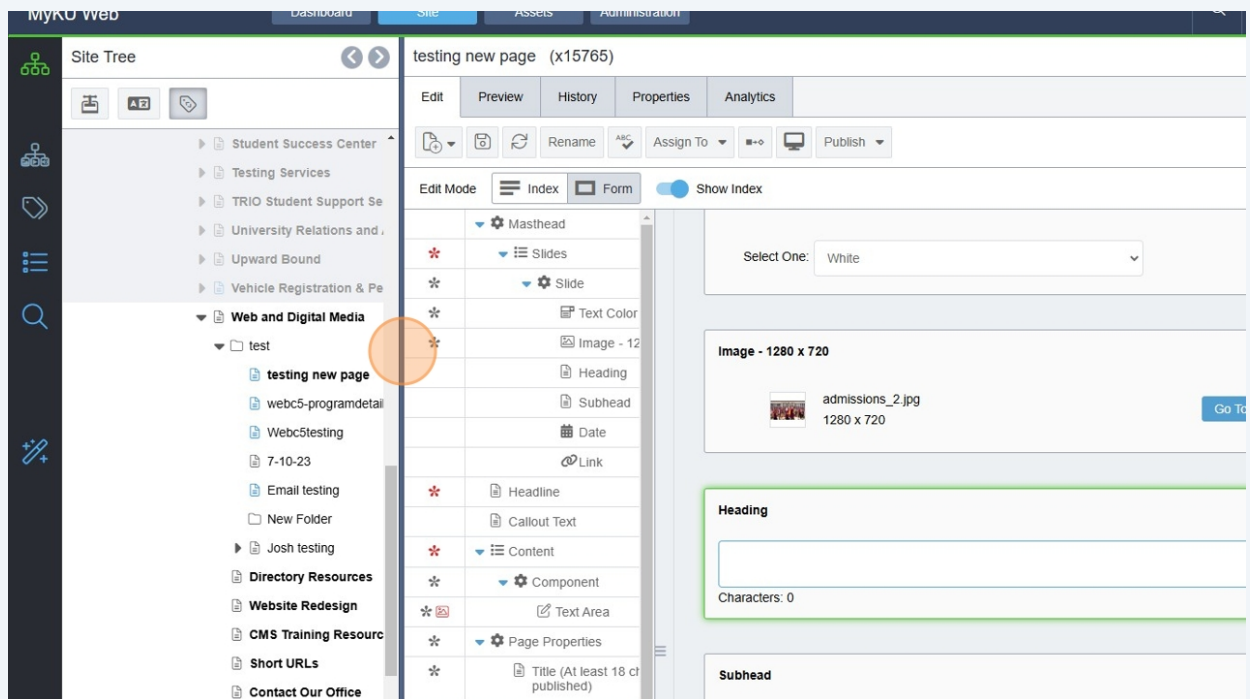 MyKU Web Dashboard Site Assets Administration
Site Tree
Student Success Center
Testing Services
TRIO Student Support Se
University Relations and
Upward Bound
Vehicle Registration & Pe
Web and Digital Media
test
testing new page
webc5-programdetail
Webc5testing
7-10-23
Email testing
New Folder
Josh testing
Directory Resources
Website Redesign
CMS Training Resourc
Short URLs
Contact Our Office
testing new page (x15765)
Edit Preview History Properties Analytics
Rename ABC Assign To Publish
Edit Mode Index Form Show Index
Masthead
Slides
Slide
Text Color
Image - 12
Heading
Subhead
Date
Link
Headline
Callout Text
Content
Component
Text Area
Page Properties
Title (At least 18 ch
published)
Select One: White
Image - 1280 x 720
admissions_2.jpg
1280 x 720
Go To
Heading
Characters: 0
Subhead